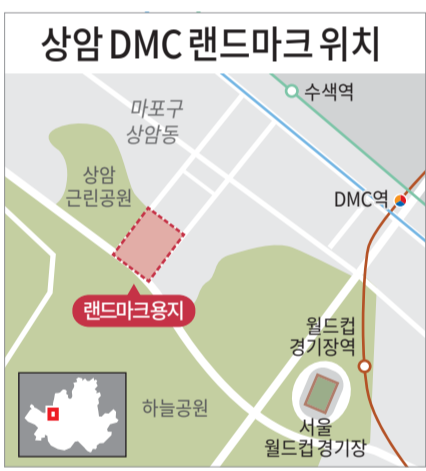 상암 DMC 랜드마크 위치
수색역
마포구
상암동
상암
근린공원
DMC역
랜드마크용지
월드컵
경기장역
하늘공원
서울
월드컵 경기장